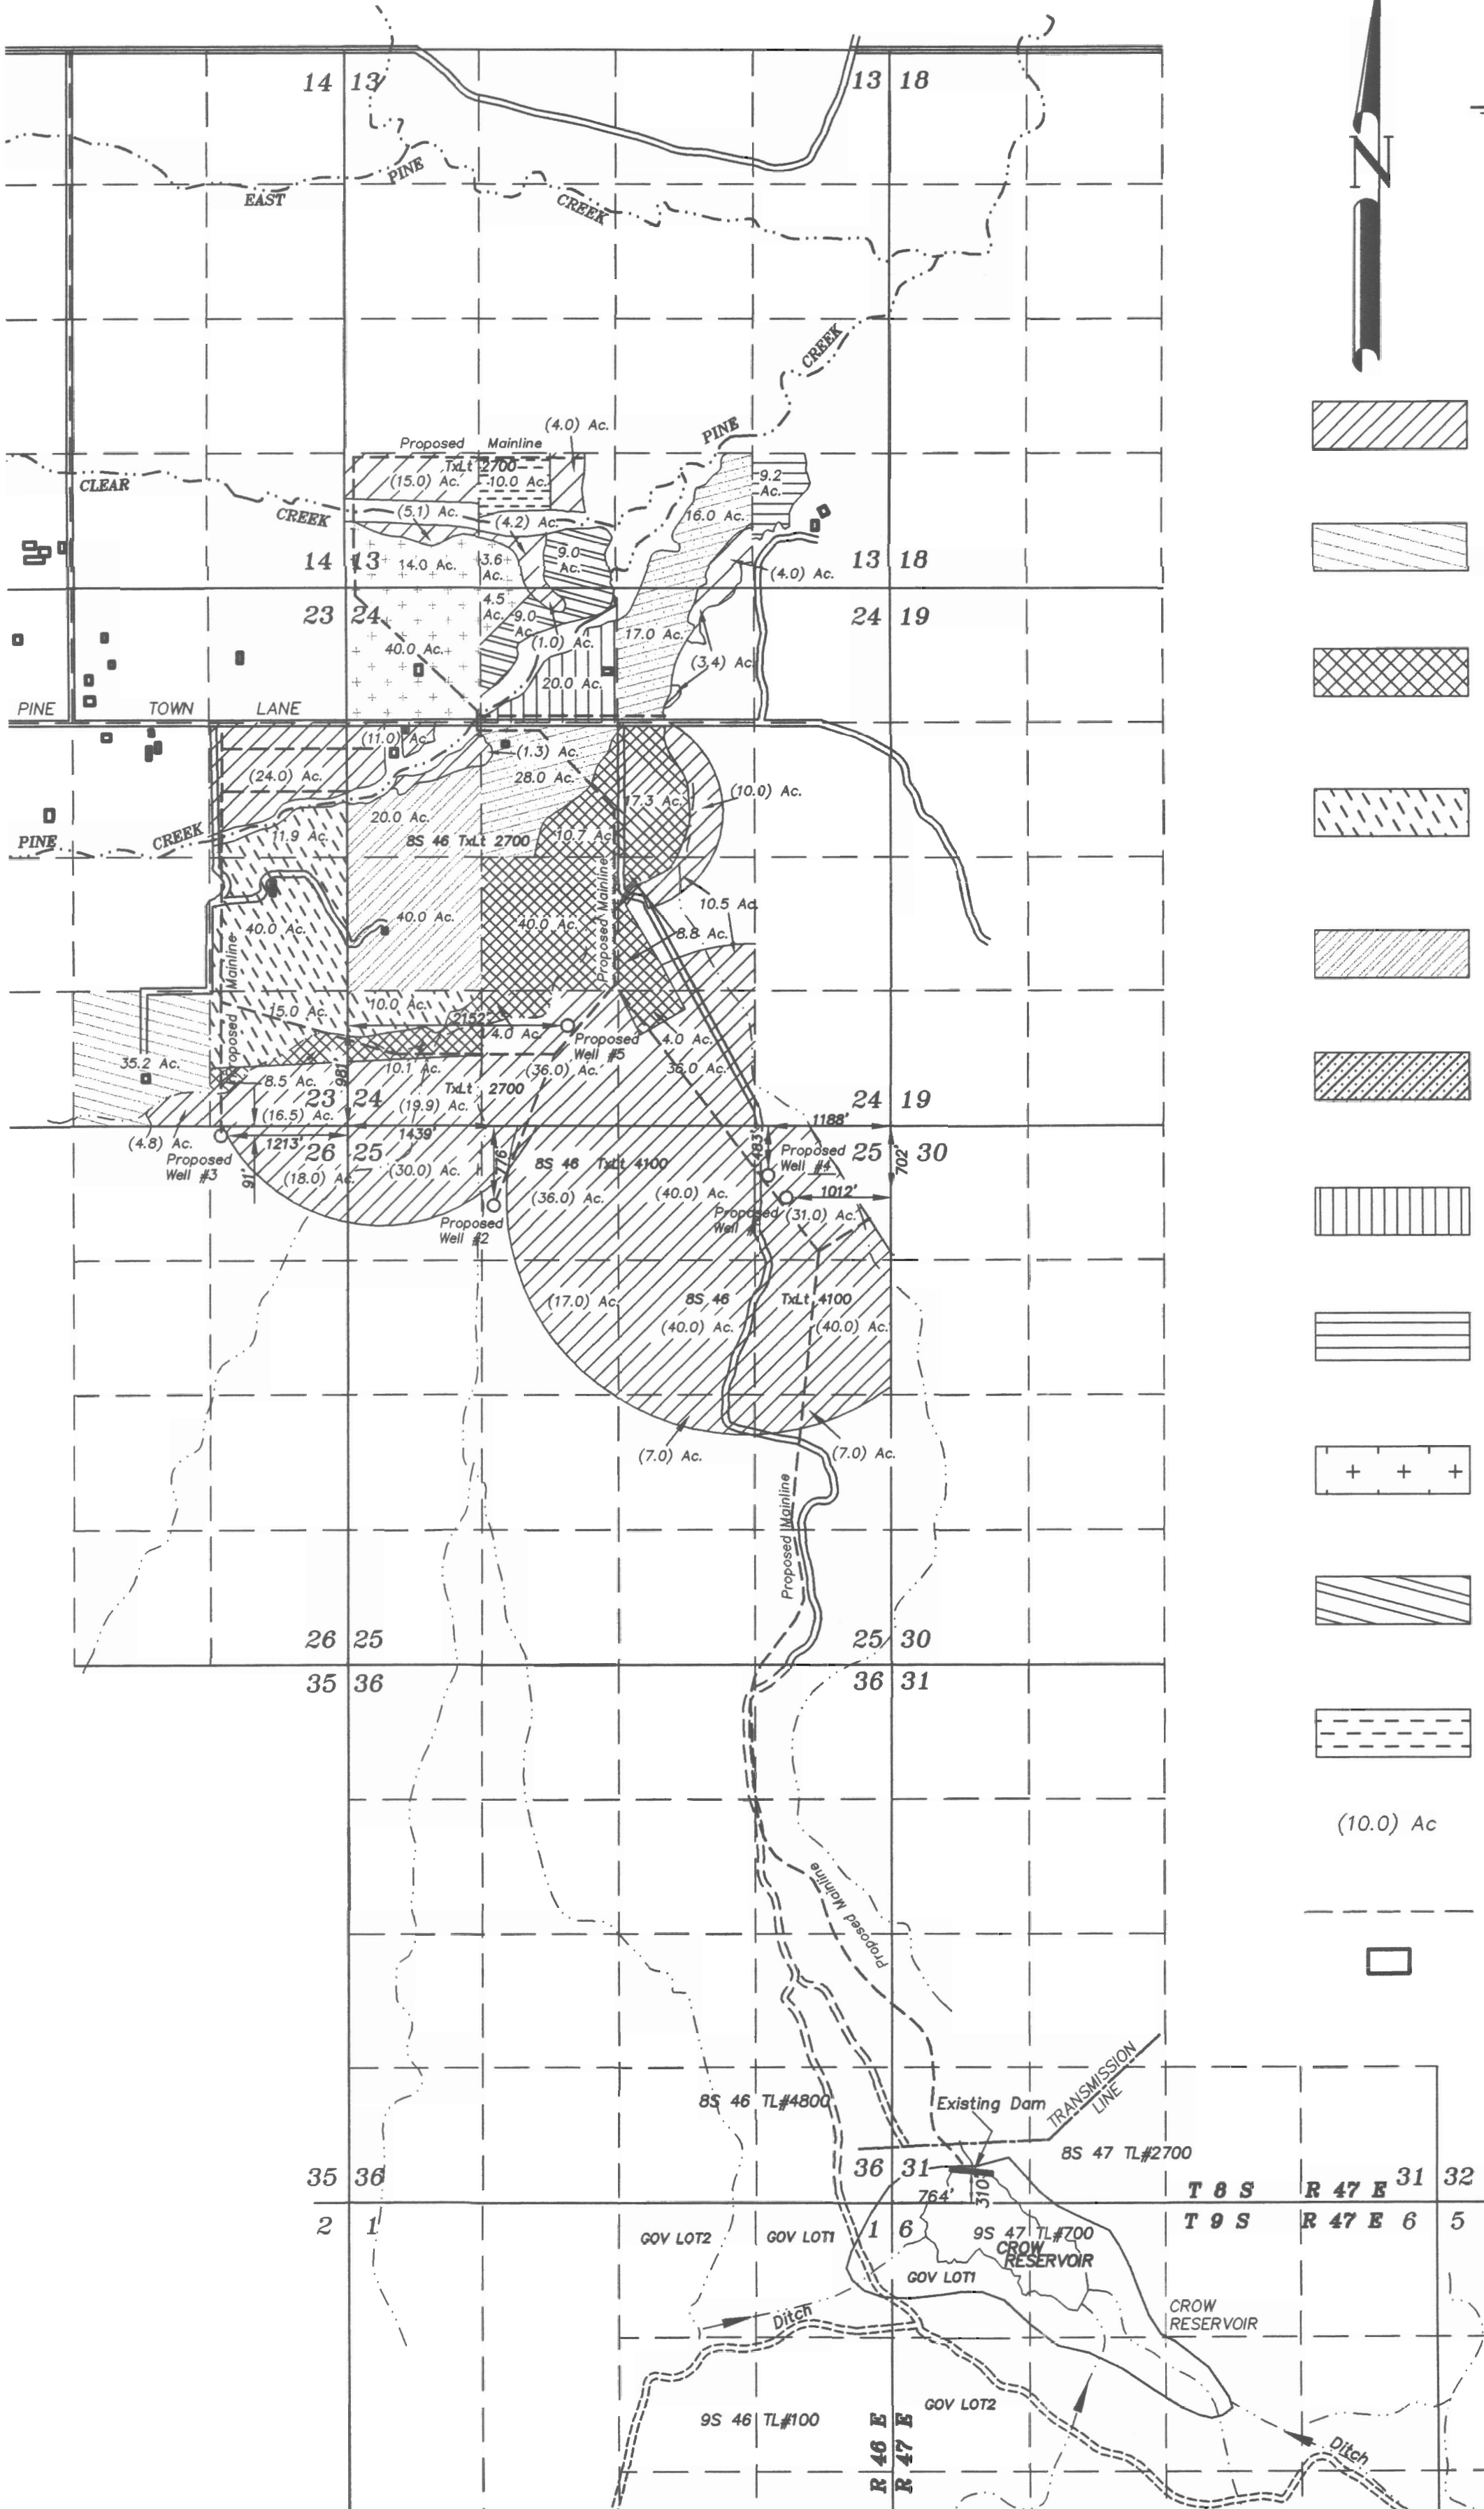 14 13
13 18
N
PINE
EAST
CREEK
CREEK
PINE
(4.0) Ac.
Proposed Mainline
TxLt 2700
(15.0) Ac.
10.0 Ac.
9.2
Ac.
CLEAR
CREEK
(5.1) Ac.
(4.2) Ac.
16.0 Ac.
14 13
14.0 Ac.
3.6
Ac.
9.0
Ac.
(4.0) Ac.
13 18
23 24
4.5
Ac.
9.0
Ac.
(1.0) Ac.
17.0 Ac.
24 19
40.0 Ac.
20.0 Ac.
(3.4) Ac.
PINE TOWN LANE
(11.0) Ac.
(1.3) Ac.
(24.0) Ac.
28.0 Ac.
17.3 Ac.
(10.0) Ac.
20.0 Ac.
PINE CREEK
11.9 Ac.
8S 46 TxLt 2700
10.7 Ac.
Proposed Mainline
10.5 Ac.
40.0 Ac.
40.0 Ac.
40.0 Ac.
8.8 Ac.
Proposed Mainline
15.0 Ac.
10.0 Ac.
2152'
4.0 Ac.
Proposed
Well #5
4.0 Ac.
35.2 Ac.
8.5 Ac.
981'
10.1 Ac.
(36.0) Ac.
36.0 Ac.
TxLt 2700
23 24
(19.9) Ac.
24 19
(16.5) Ac.
(4.8) Ac.
1213'
1439'
1188'
Proposed
Well #3
91'
26 25
(18.0) Ac.
(30.0) Ac.
776'
8S 46 TxLt 4100
483'
Proposed
Well #4
25 30
702'
(36.0) Ac.
(40.0) Ac.
1012'
Proposed
Well #2
Proposed
Well #
(31.0) Ac.
(17.0) Ac.
8S 46 TxLt 4100
(40.0) Ac.
(40.0) Ac.
(7.0) Ac.
(7.0) Ac.
Proposed Mainline
26 25
25 30
35 36
36 31
(10.0) Ac
Proposed Mainline
8S 46 TL#4800
Existing Dam
TRANSMISSION
LINE
8S 47 TL#2700
35 36
36 31
764'
310'
T 8 S R 47 E 31 32
2 1
1 6
T 9 S R 47 E 6 5
GOV LOT2
GOV LOT1
9S 47 TL#700
CROW
RESERVOIR
GOV LOT1
Ditch
CROW
RESERVOIR
GOV LOT2
9S 46 TL#100
R 46 E
R 47 E
Ditch